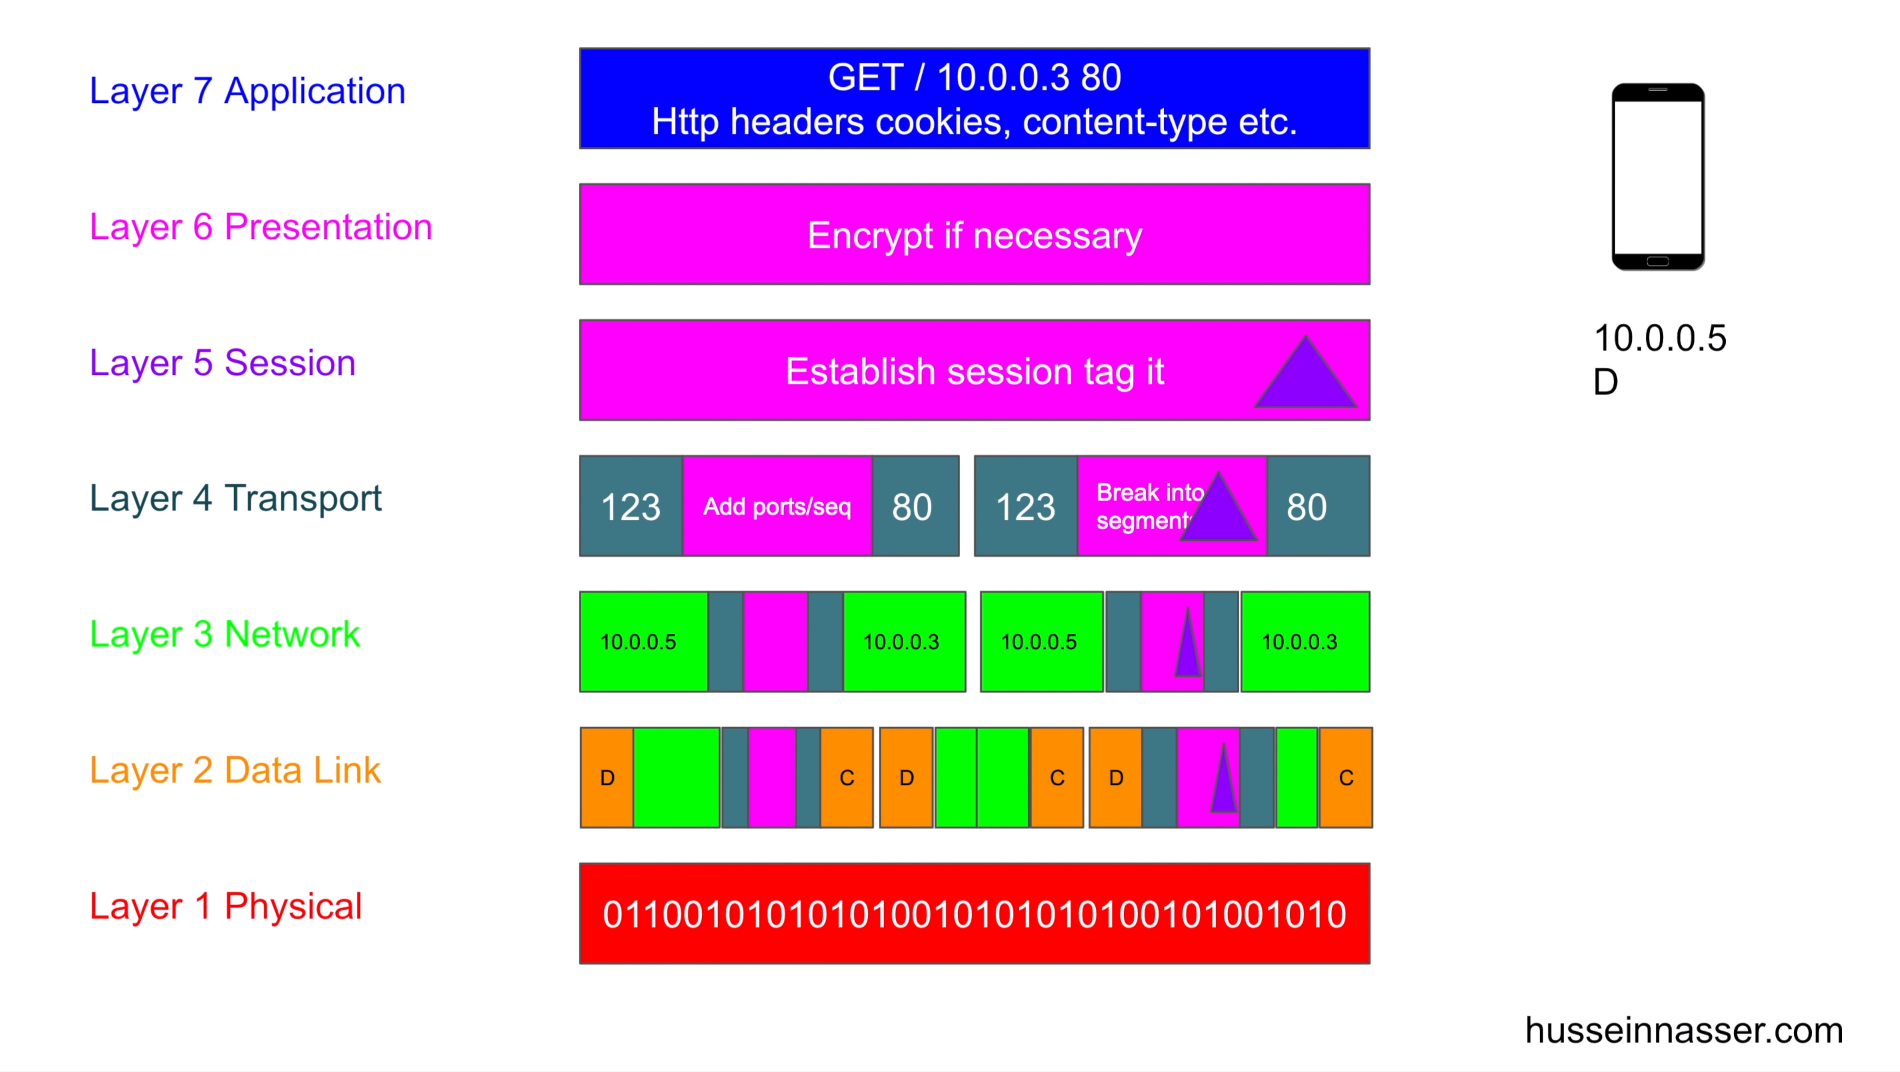 Layer 7 Application
GET / 10.0.0.3 80
Http headers cookies, content-type etc.
Layer 6 Presentation
Encrypt if necessary
Layer 5 Session
Establish session tag it
10.0.0.5
D
Layer 4 Transport
123 Add ports/seq 80 123 Break into segments 80
Layer 3 Network
10.0.0.5 10.0.0.3 10.0.0.5 10.0.0.3
Layer 2 Data Link
D C D C D C
Layer 1 Physical
011001010101010010101010100101001010
husseinnasser.com